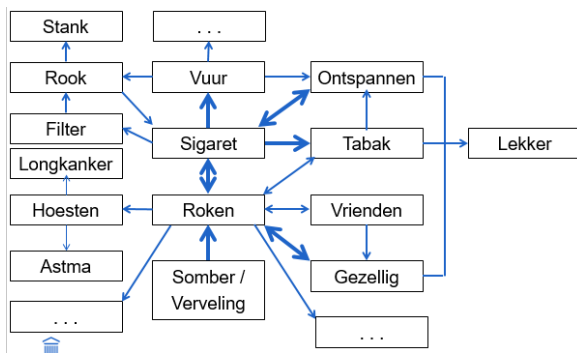 Stank
. . .
Rook
Vuur
Ontspannen
Filter
Sigaret
Tabak
Lekker
Longkanker
Hoesten
Roken
Vrienden
Astma
Somber /
Verveling
Gezellig
. . .
. . .